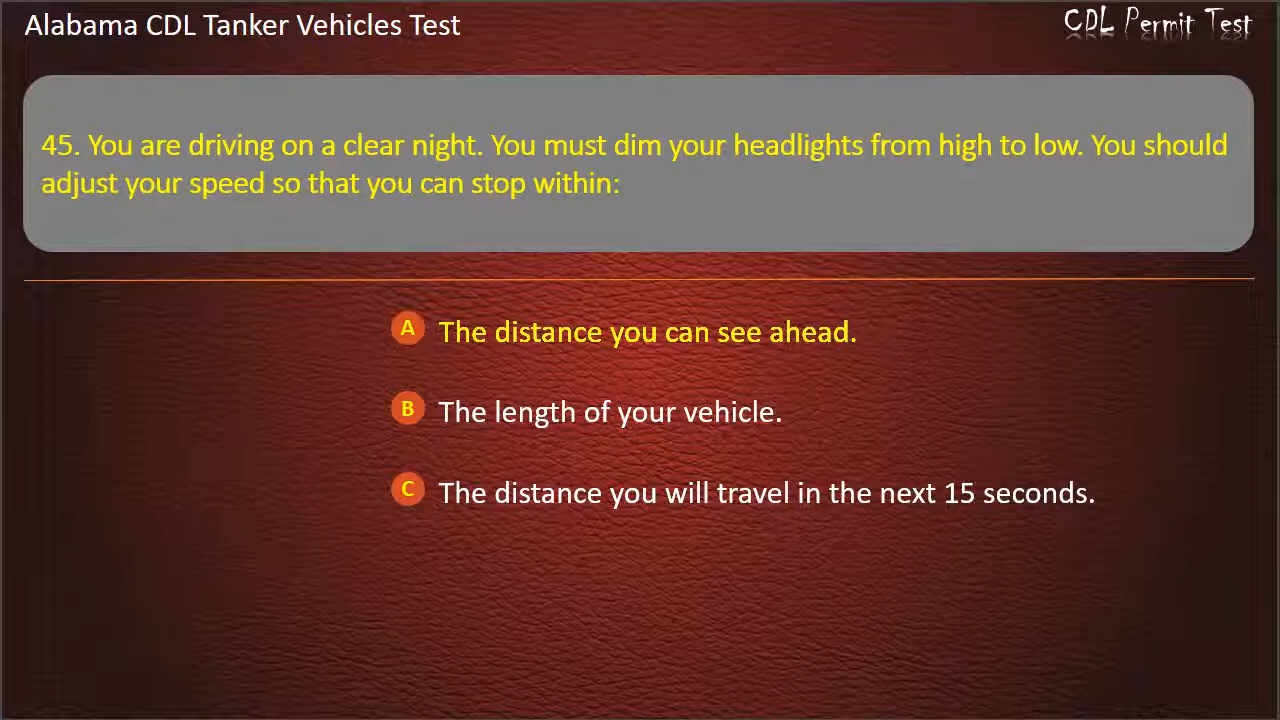 Alabama CDL Tanker Vehicles Test
CDL Permit Test
45. You are driving on a clear night. You must dim your headlights from high to low. You should
adjust your speed so that you can stop within:
A The distance you can see ahead.
B The length of your vehicle.
C The distance you will travel in the next 15 seconds.